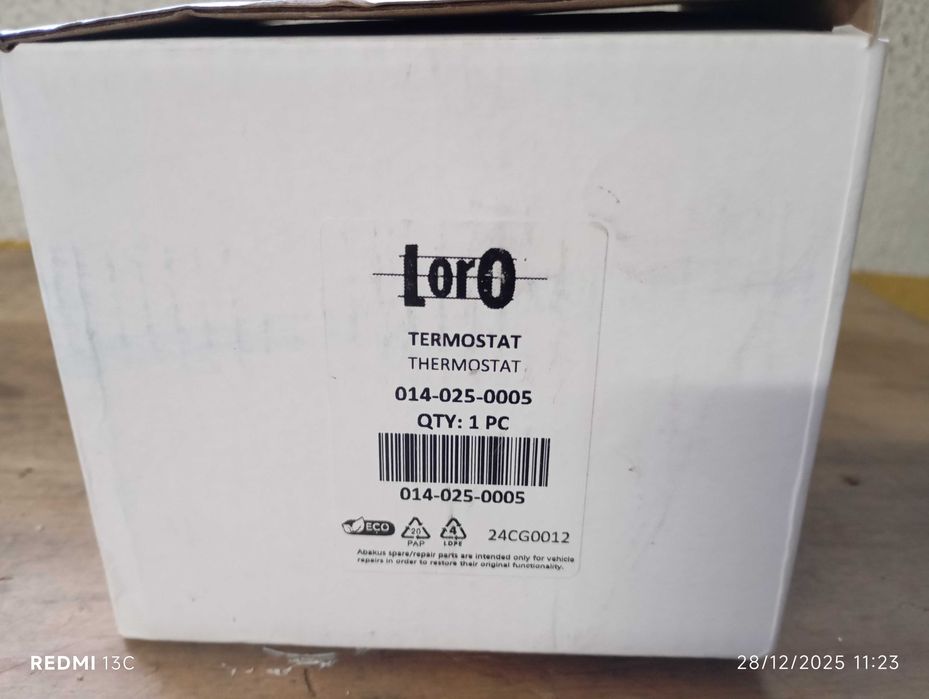 LorO
TERMOSTAT
THERMOSTAT
014-025-0005
QTY: 1 PC
014-025-0005
ECO
20
PAP
4
LDPE
24CG0012
Abakus spare/repair parts are intended only for vehicle
repairs in order to restore their original functionality.
REDMI 13C
28/12/2025 11:23